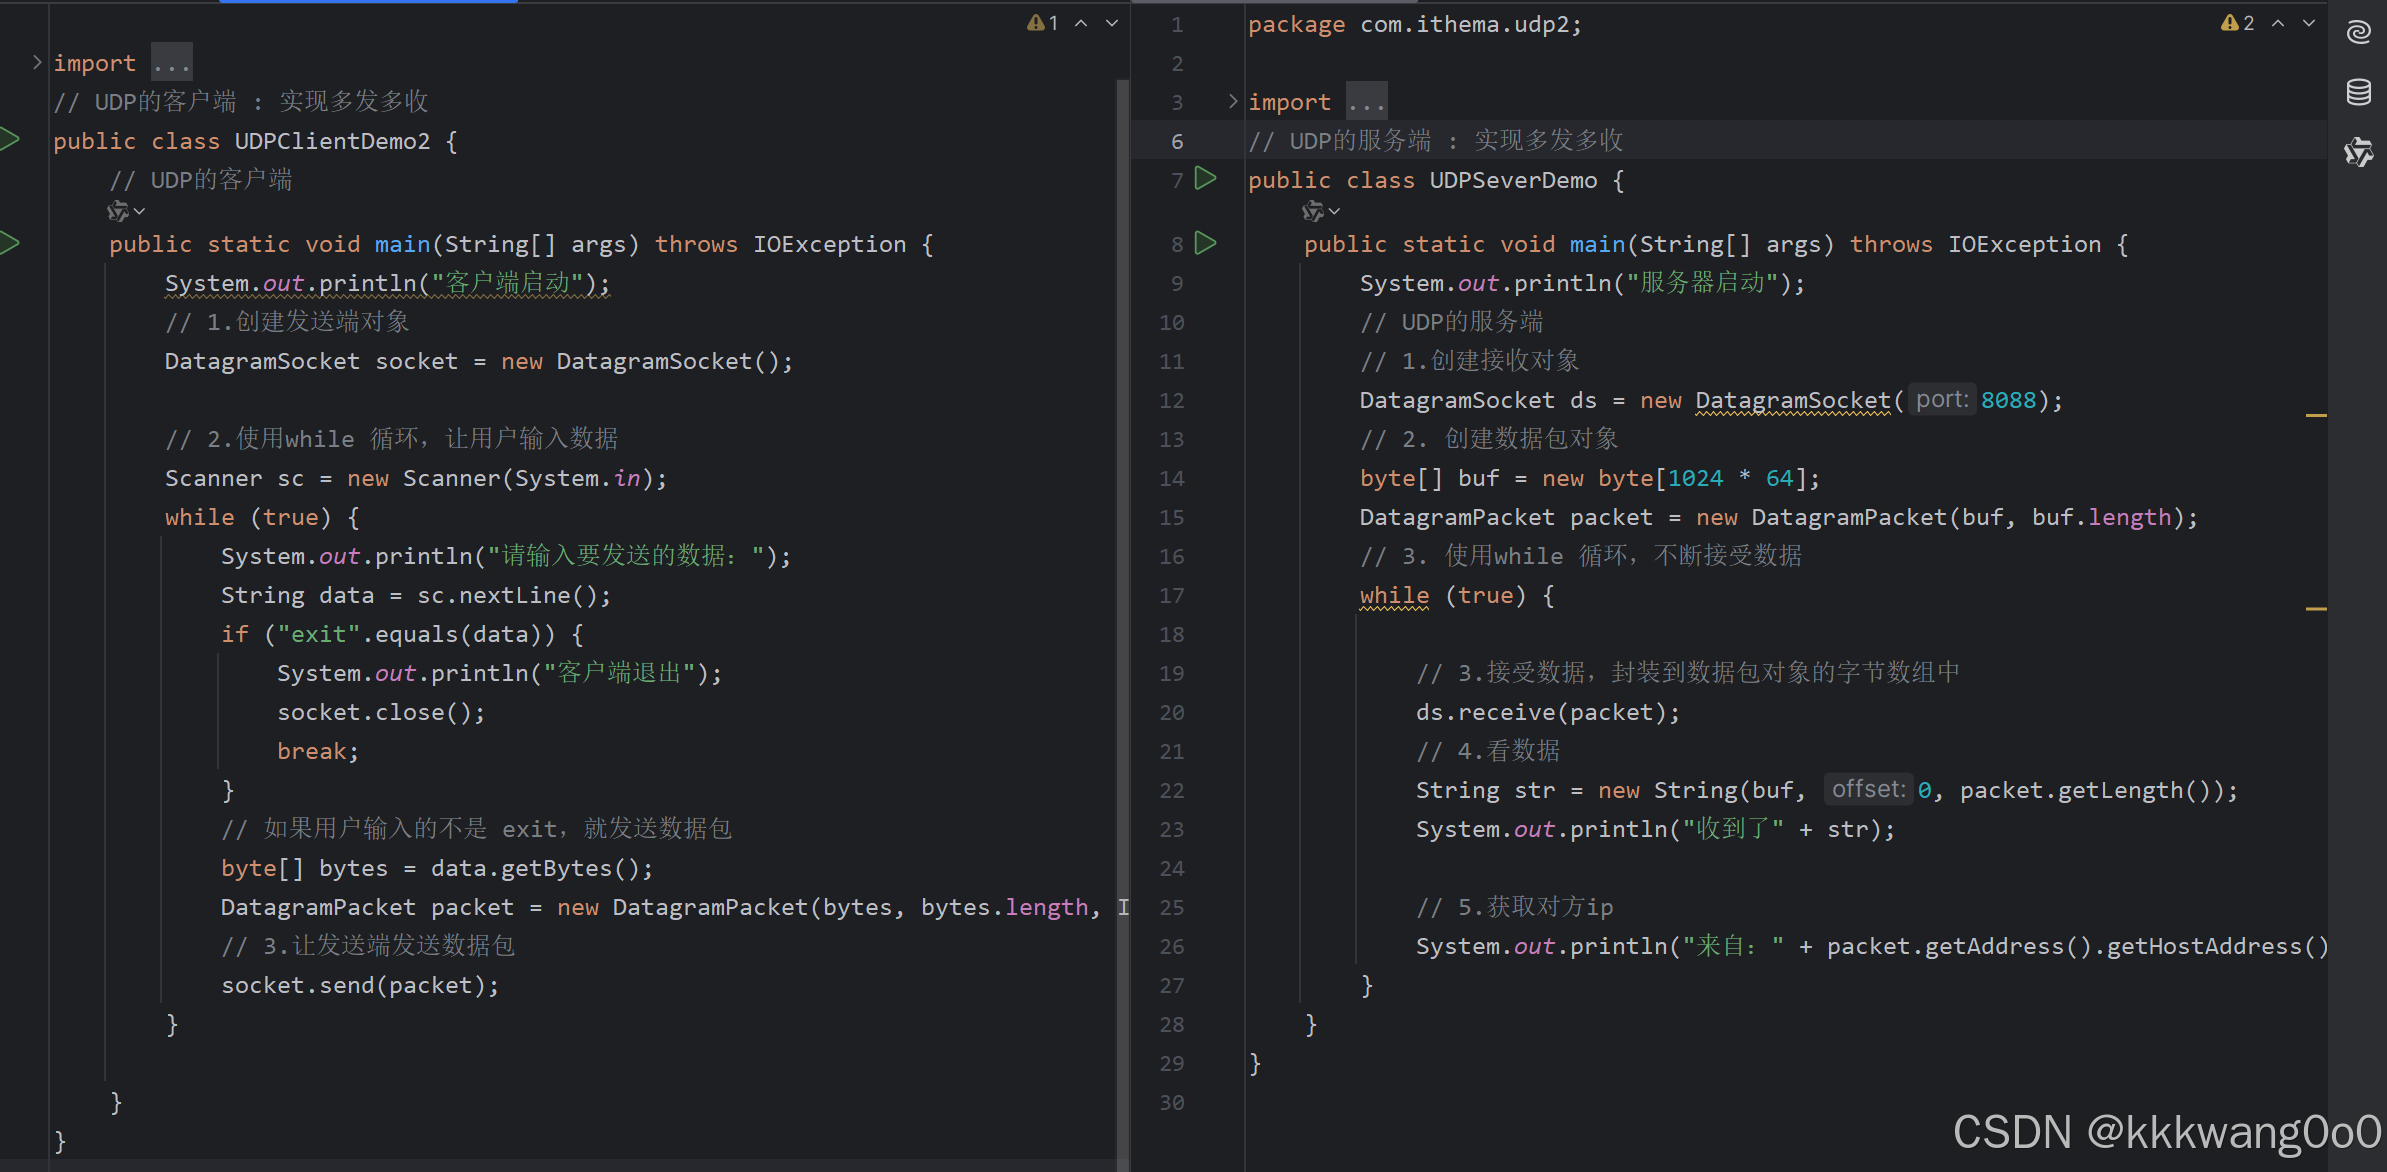 1
import ...
// UDP的客户端 : 实现多发多收
public class UDPClientDemo2 {
// UDP的客户端
public static void main(String[] args) throws IOException {
System.out.println("客户端启动");
// 1.创建发送端对象
DatagramSocket socket = new DatagramSocket();
// 2.使用while 循环，让用户输入数据
Scanner sc = new Scanner(System.in);
while (true) {
System.out.println("请输入要发送的数据：");
String data = sc.nextLine();
if ("exit".equals(data)) {
System.out.println("客户端退出");
socket.close();
break;
}
// 如果用户输入的不是 exit，就发送数据包
byte[] bytes = data.getBytes();
DatagramPacket packet = new DatagramPacket(bytes, bytes.length, I
// 3.让发送端发送数据包
socket.send(packet);
}
}
}
2
1 package com.ithema.udp2;
2
3 import ...
6 // UDP的服务端 : 实现多发多收
7 public class UDPSeverDemo {
8 public static void main(String[] args) throws IOException {
9 System.out.println("服务器启动");
10 // UDP的服务端
11 // 1.创建接收对象
12 DatagramSocket ds = new DatagramSocket( port: 8088);
13 // 2. 创建数据包对象
14 byte[] buf = new byte[1024 * 64];
15 DatagramPacket packet = new DatagramPacket(buf, buf.length);
16 // 3. 使用while 循环，不断接受数据
17 while (true) {
18
19 // 3.接受数据，封装到数据包对象的字节数组中
20 ds.receive(packet);
21 // 4.看数据
22 String str = new String(buf, offset: 0, packet.getLength());
23 System.out.println("收到了" + str);
24
25 // 5.获取对方ip
26 System.out.println("来自：" + packet.getAddress().getHostAddress()
27 }
28 }
29 }
30
CSDN @kkkwang0o0